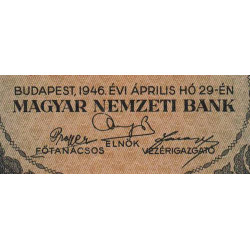 BUDAPEST, 1946. ÉVI ÁPRILIS HÓ 29-ÉN
MAGYAR NEMZETI BANK
ELNÖK
FŐTANÁCSOS VEZÉRIGAZGATÓ